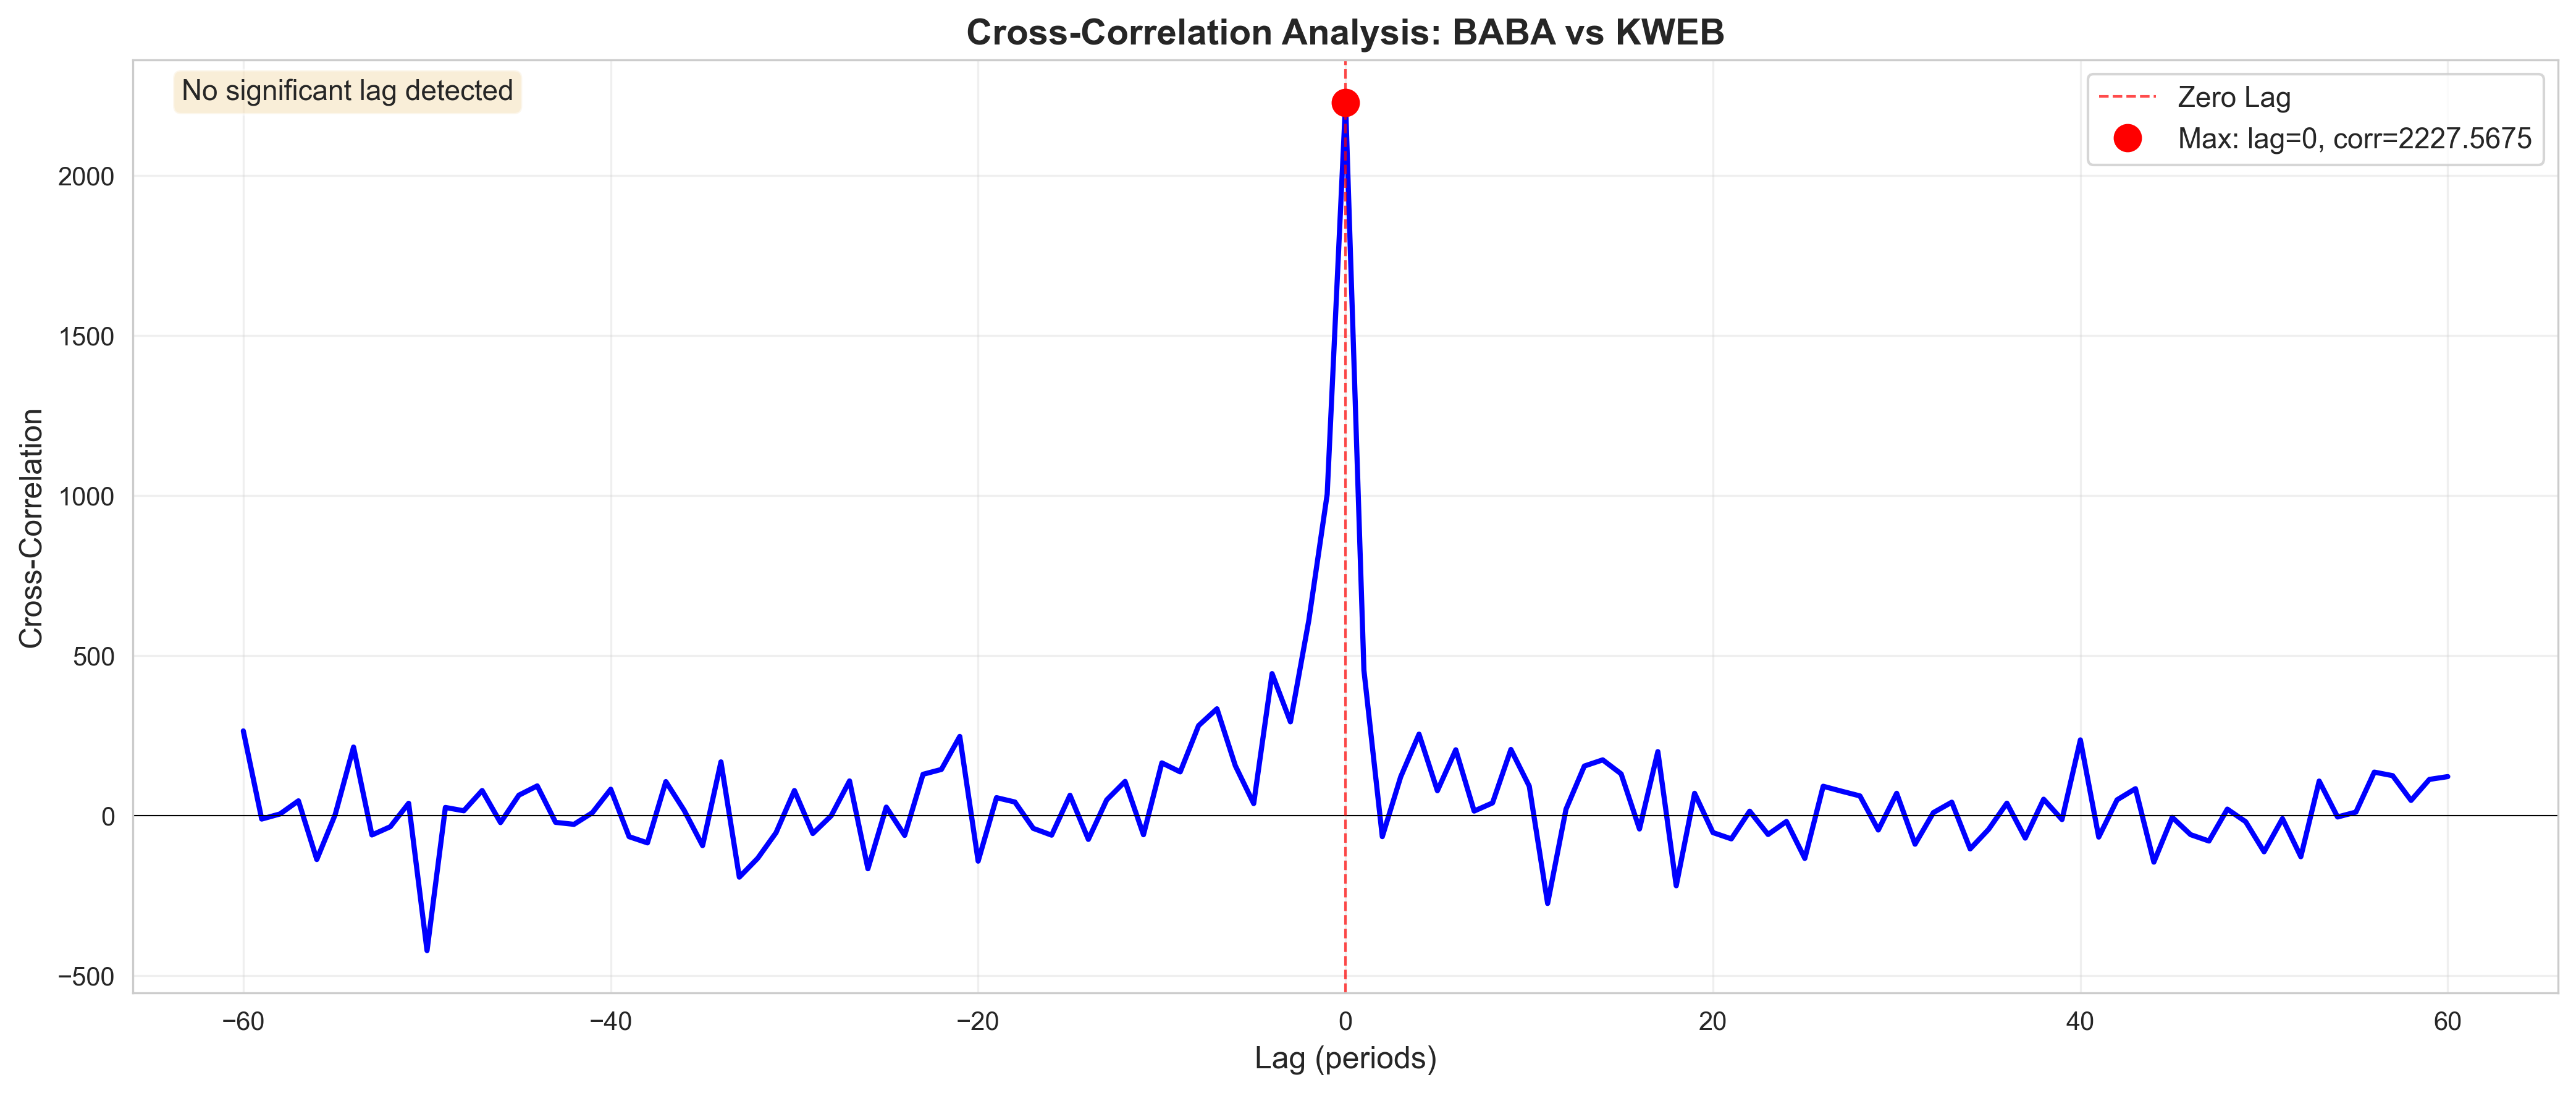 Cross-Correlation Analysis: BABA vs KWEB
No significant lag detected
Zero Lag
Max: lag=0, corr=2227.5675
Cross-Correlation
2000
1500
1000
500
0
−500
−60
−40
−20
0
20
40
60
Lag (periods)